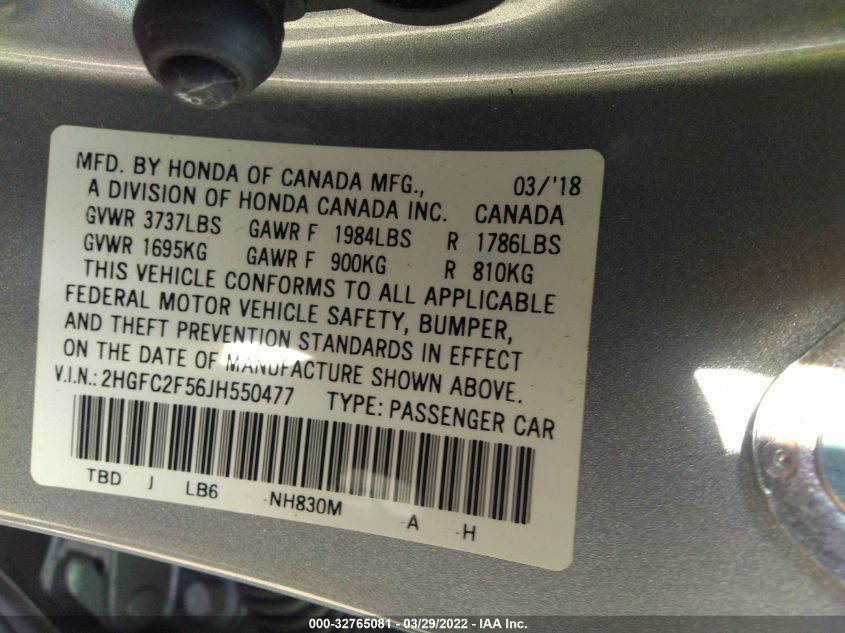 MFD. BY HONDA OF CANADA MFG., 03/'18
A DIVISION OF HONDA CANADA INC. CANADA
GVWR 3737LBS GAWR F 1984LBS R 1786LBS
GVWR 1695KG GAWR F 900KG R 810KG
THIS VEHICLE CONFORMS TO ALL APPLICABLE
FEDERAL MOTOR VEHICLE SAFETY, BUMPER,
AND THEFT PREVENTION STANDARDS IN EFFECT
ON THE DATE OF MANUFACTURE SHOWN ABOVE.
V.I.N.: 2HGFC2F56JH550477 TYPE: PASSENGER CAR
TBD J LB6 -NH830M -A -H
000-32765081 - 03/29/2022 - IAA Inc.